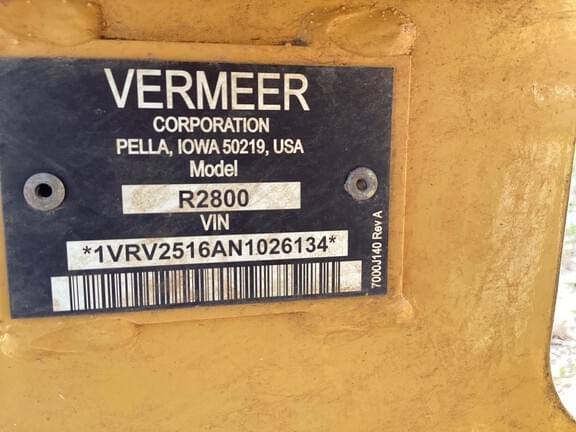 VERMEER
CORPORATION
PELLA, IOWA 50219, USA
Model
R2800
VIN
*1VRV2516AN1026134*
7000J140 Rev A